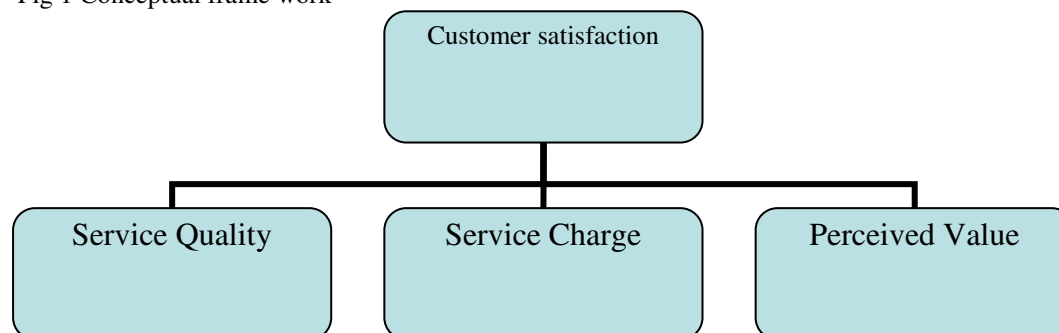 Fig 1 Conceptual frame work
Customer satisfaction
Service Quality
Service Charge
Perceived Value